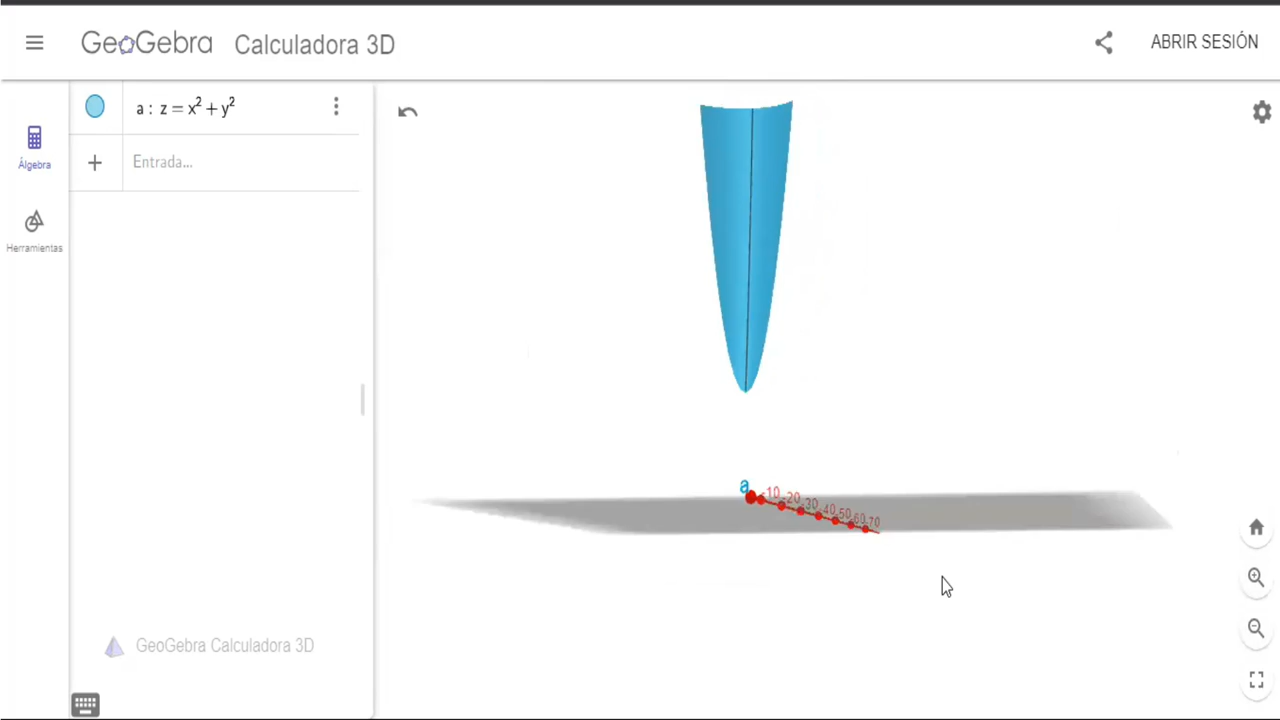 GeoGebra Calculadora 3D
ABRIR SESIÓN
a : z = x² + y²
Entrada...
Álgebra
Herramientas
a
-10 -20 -30 -40 -50 -60 -70
GeoGebra Calculadora 3D